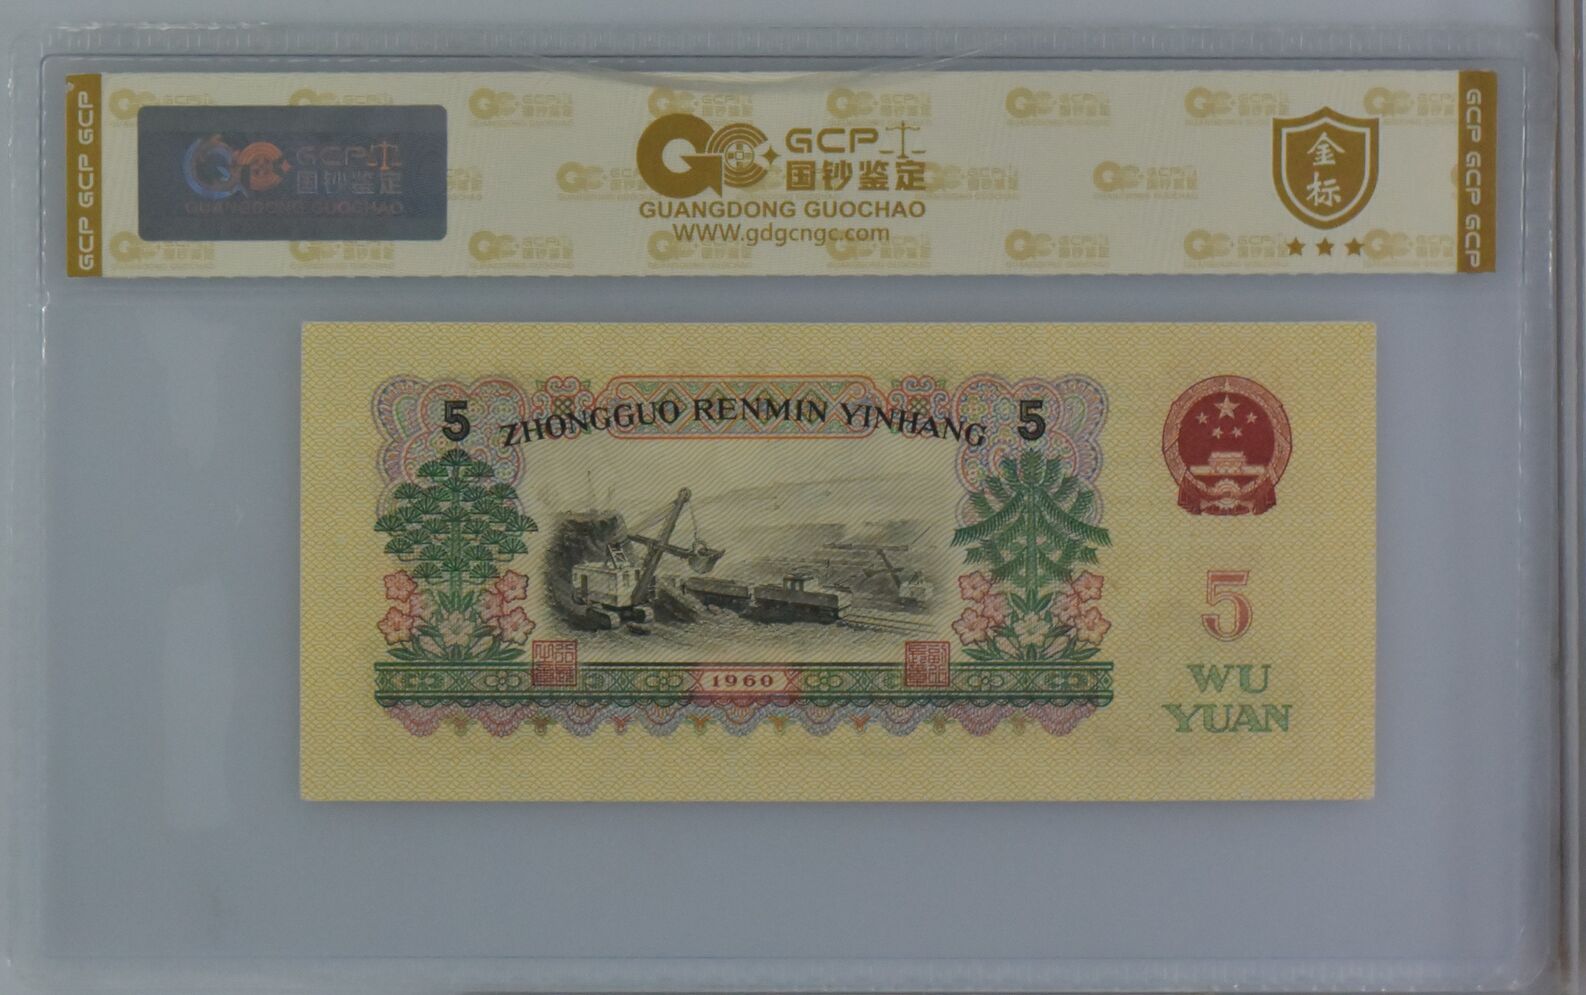 GCP GCP GCP
GCP
国钞鉴定
GUANGDONG GUOCHAO
GCP
国钞鉴定
GUANGDONG GUOCHAO
WWW.gdgcngc.com
金标
GCP GCP GCP
5 ZHONGGUO RENMIN YINHANG 5
5
WU
YUAN
1960